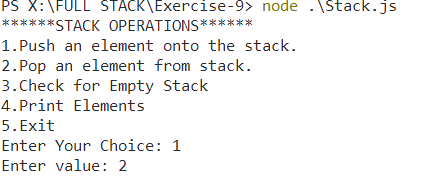 PS X:\FULL STACK\Exercise-9> node .\Stack.js
******STACK OPERATIONS******
1.Push an element onto the stack.
2.Pop an element from stack.
3.Check for Empty Stack
4.Print Elements
5.Exit
Enter Your Choice: 1
Enter value: 2